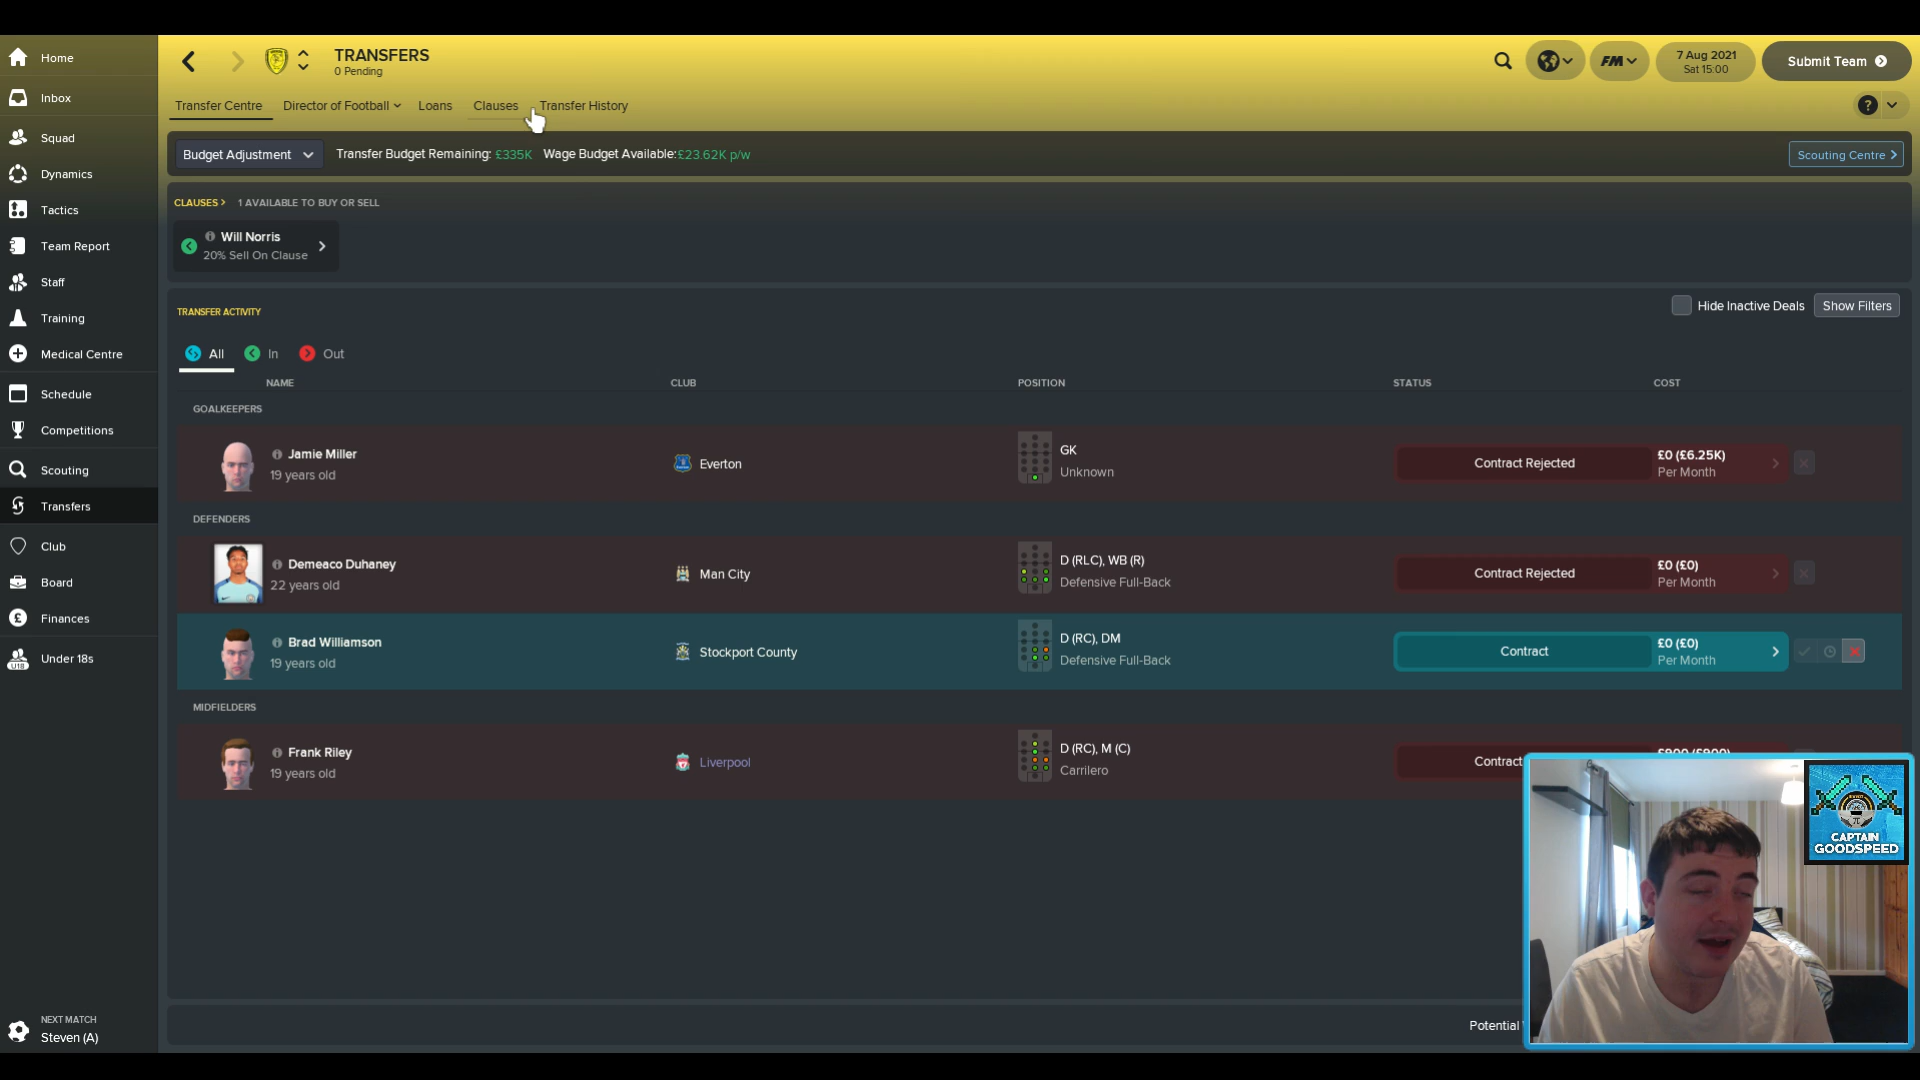 Home
Inbox
Squad
Dynamics
Tactics
Team Report
Staff
Training
Medical Centre
Schedule
Competitions
Scouting
Transfers
Club
Board
Finances
U18
Under 18s
NEXT MATCH
Steven (A)
TRANSFERS
0 Pending
FM
7 Aug 2021
Sat 15:00
Submit Team
Transfer Centre
Director of Football
Loans
Clauses
Transfer History
?
Budget Adjustment
Transfer Budget Remaining: £335K
Wage Budget Available:£23.62K p/w
Scouting Centre >
CLAUSES >
1 AVAILABLE TO BUY OR SELL
Will Norris
20% Sell On Clause
TRANSFER ACTIVITY
Hide Inactive Deals
Show Filters
All
In
Out
NAME CLUB POSITION STATUS COST
GOALKEEPERS
Jamie Miller
19 years old
Everton
GK
Unknown
Contract Rejected
£0 (£6.25K)
Per Month
DEFENDERS
Demeaco Duhaney
22 years old
Man City
D (RLC), WB (R)
Defensive Full-Back
Contract Rejected
£0 (£0)
Per Month
Brad Williamson
19 years old
Stockport County
D (RC), DM
Defensive Full-Back
Contract
£0 (£0)
Per Month
MIDFIELDERS
Frank Riley
19 years old
Liverpool
D (RC), M (C)
Carrilero
Contract
£900 (£900)
CAPTAIN
GOODSPEED
Potential